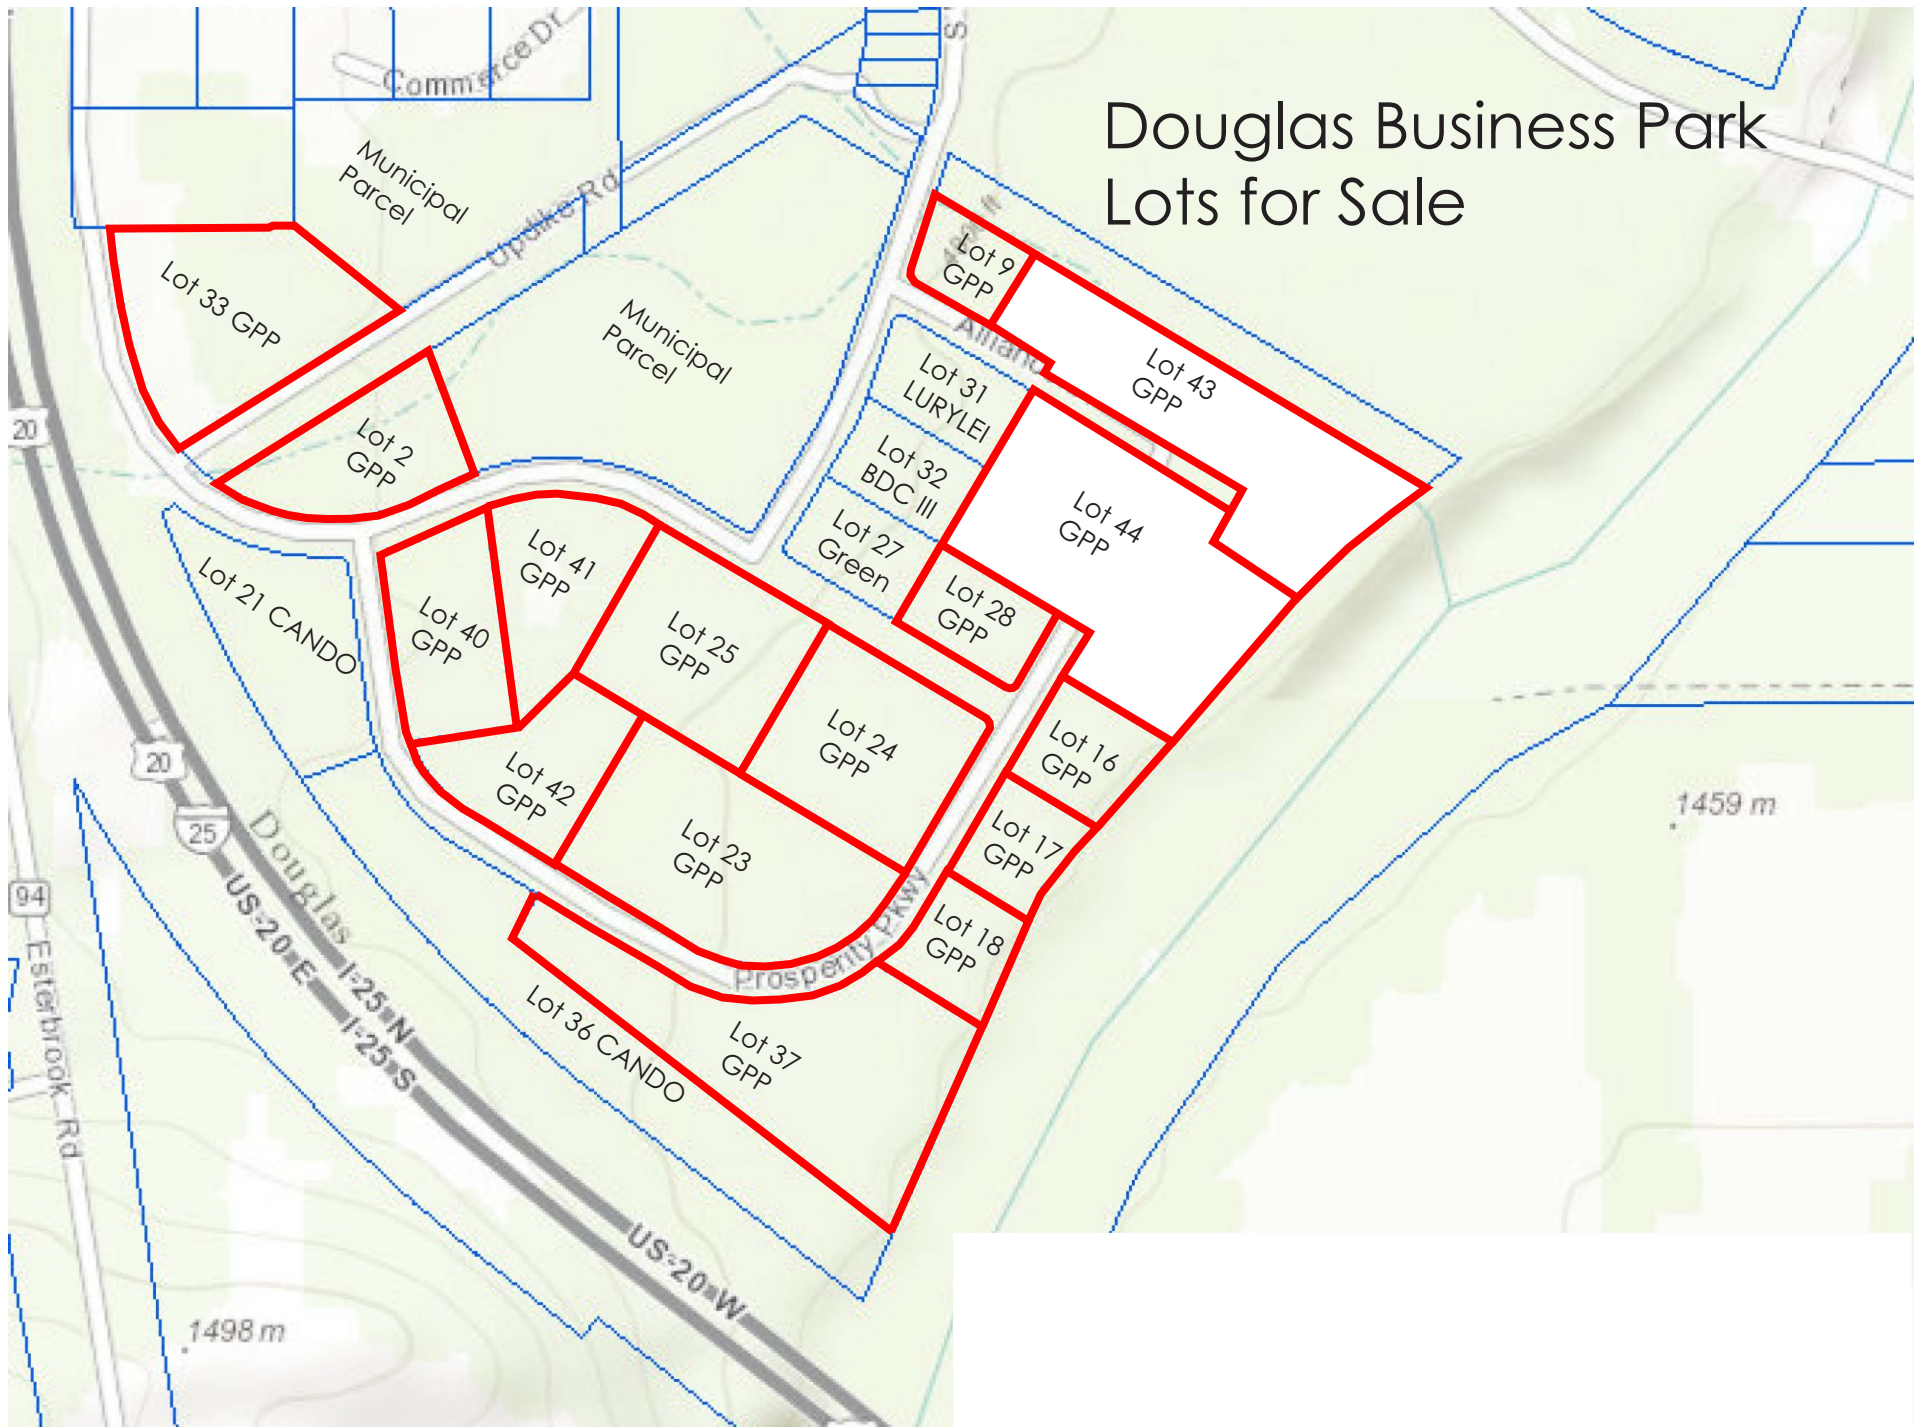 Douglas Business Park
Lots for Sale
Commerce Dr
S
Municipal
Parcel
Updike Rd
Lot 33 GPP
Lot 9
GPP
Municipal
Parcel
Lot 43
GPP
Lot 31
LURYLEI
Lot 2
GPP
20
Lot 32
BDC III
Lot 44
GPP
Lot 27
Green
Lot 41
GPP
Lot 28
GPP
Lot 21 CANDO
Lot 40
GPP
Lot 25
GPP
Lot 24
GPP
Lot 16
GPP
20
Lot 42
GPP
1459 m
25
Douglas
Lot 23
GPP
Lot 17
GPP
94
Lot 18
GPP
Prosperity Pkwy
US-20 E
I-25 N
I-25 S
Esterbrook Rd
Lot 36 CANDO
Lot 37
GPP
US-20 W
1498 m